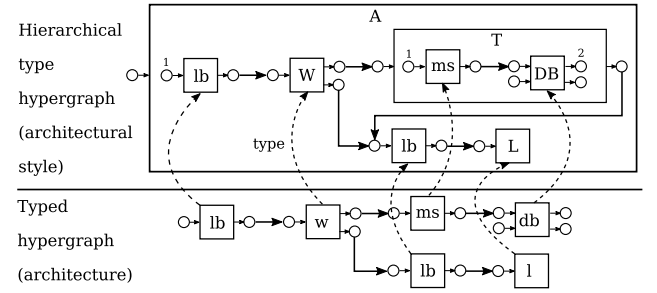 A
Hierarchical
type
hypergraph
(architectural
style)
T
1
lb
W
1
ms
2
DB
type
lb
L
Typed
hypergraph
(architecture)
lb
w
ms
db
lb
l